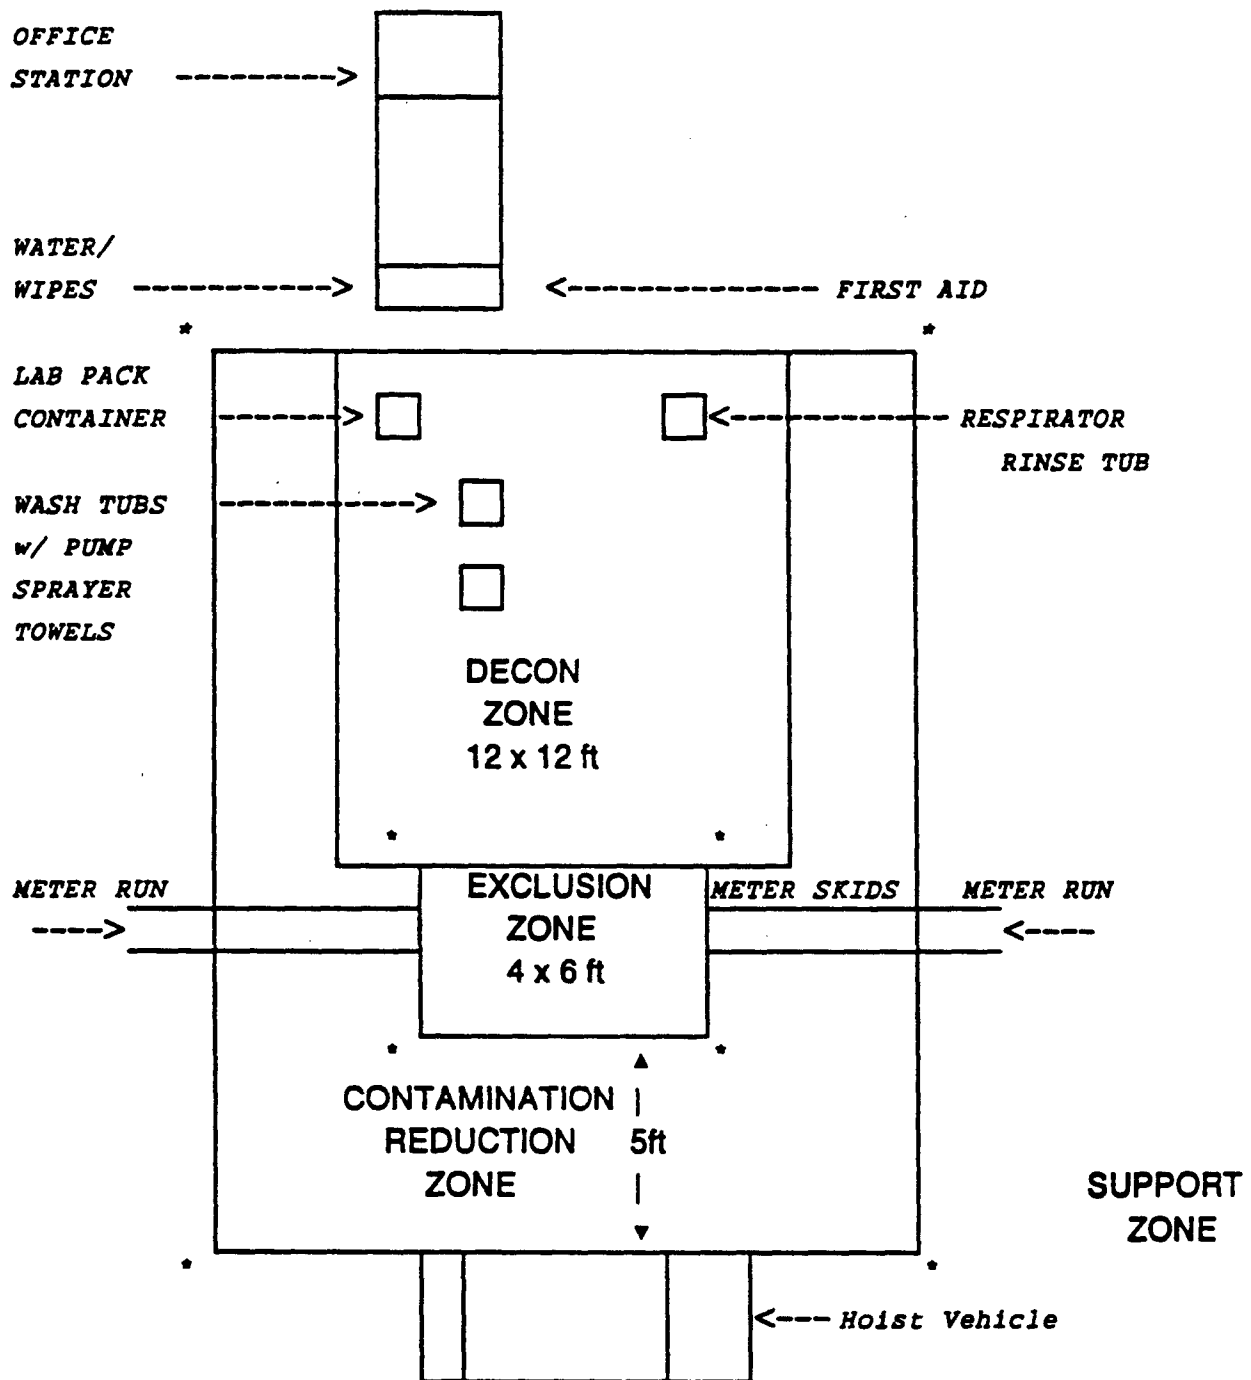 OFFICE
STATION
WATER/
WIPES
FIRST AID
*
*
LAB PACK
CONTAINER
RESPIRATOR
RINSE TUB
WASH TUBS
w/ PUMP
SPRAYER
TOWELS
DECON
ZONE
12 x 12 ft
*
*
METER RUN
EXCLUSION
ZONE
4 x 6 ft
METER SKIDS
METER RUN
*
*
CONTAMINATION
REDUCTION
ZONE
5ft
SUPPORT
ZONE
*
*
Hoist Vehicle